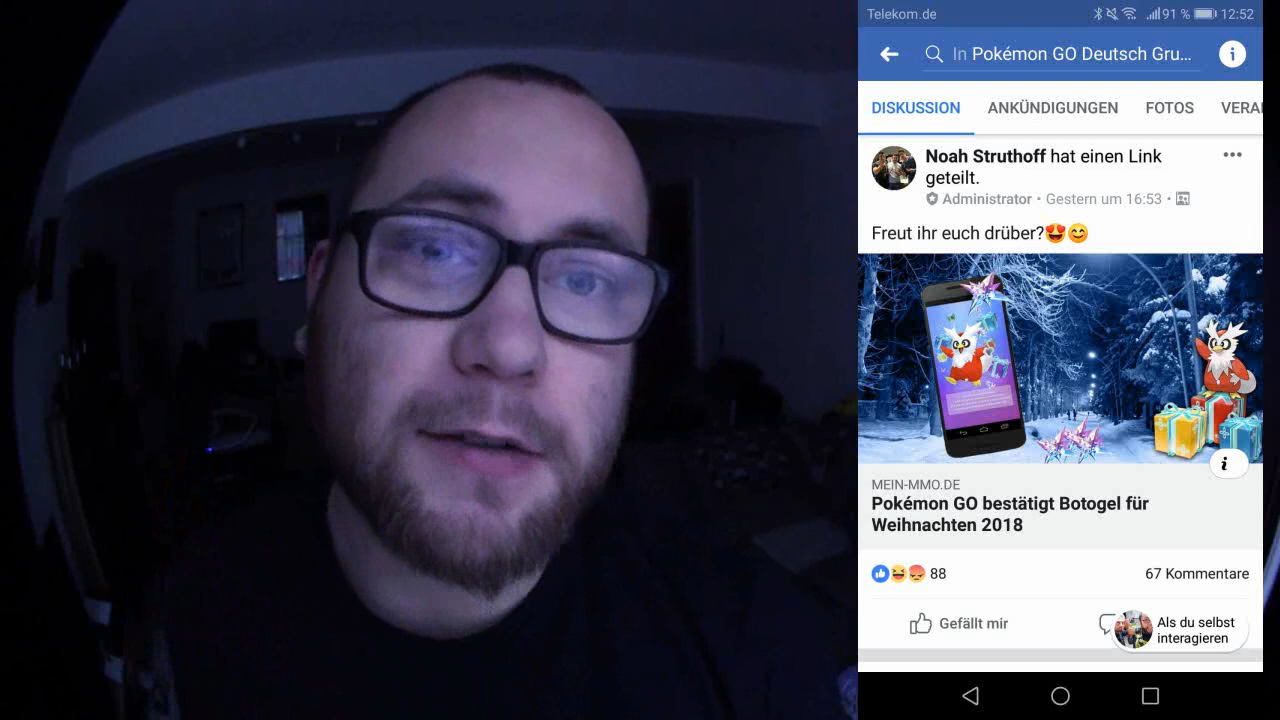 Telekom.de
91 %
12:52
In Pokémon GO Deutsch Gru...
DISKUSSION
ANKÜNDIGUNGEN
FOTOS
VERA
Noah Struthoff hat einen Link
geteilt.
Administrator • Gestern um 16:53 •
Freut ihr euch drüber?😍😊
MEIN-MMO.DE
Pokémon GO bestätigt Botogel für
Weihnachten 2018
88
67 Kommentare
Gefällt mir
Als du selbst
interagieren